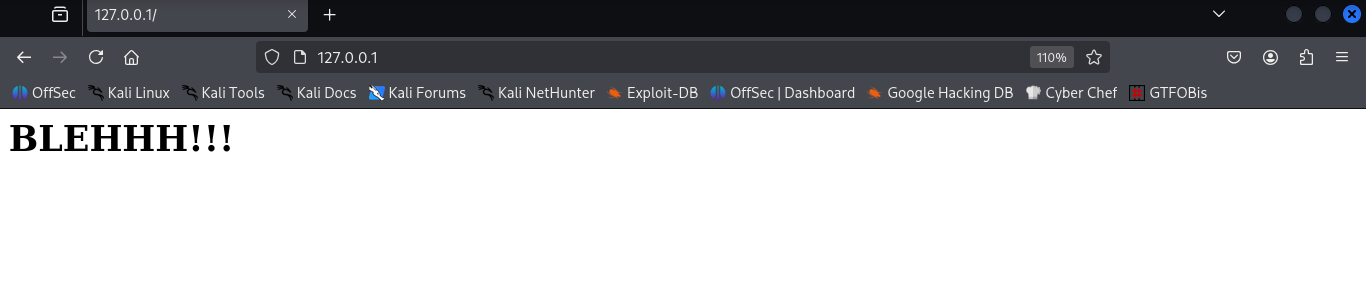 127.0.0.1/
127.0.0.1
110%
OffSec
Kali Linux
Kali Tools
Kali Docs
Kali Forums
Kali NetHunter
Exploit-DB
OffSec | Dashboard
Google Hacking DB
Cyber Chef
GTFOBis
BLEHHH!!!